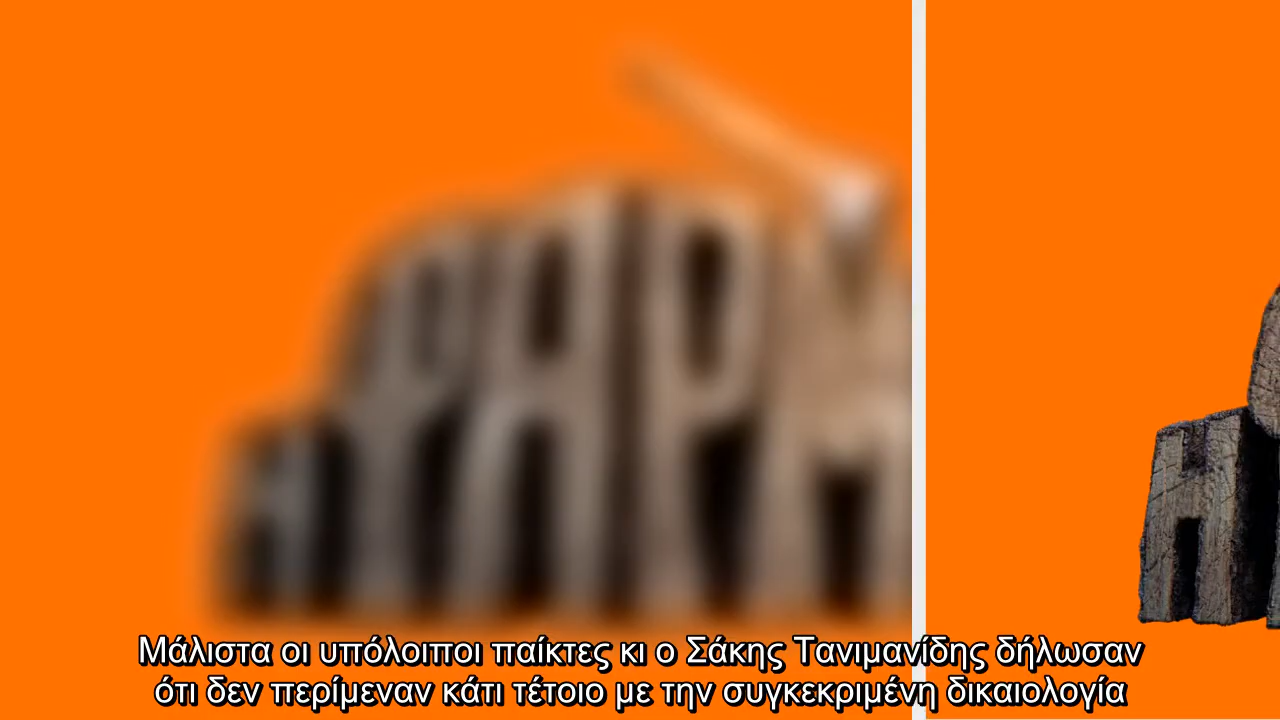 Μάλιστα οι υπόλοιποι παίκτες κι ο Σάκης Τανιμανίδης δήλωσαν
ότι δεν περίμεναν κάτι τέτοιο με την συγκεκριμένη δικαιολογία